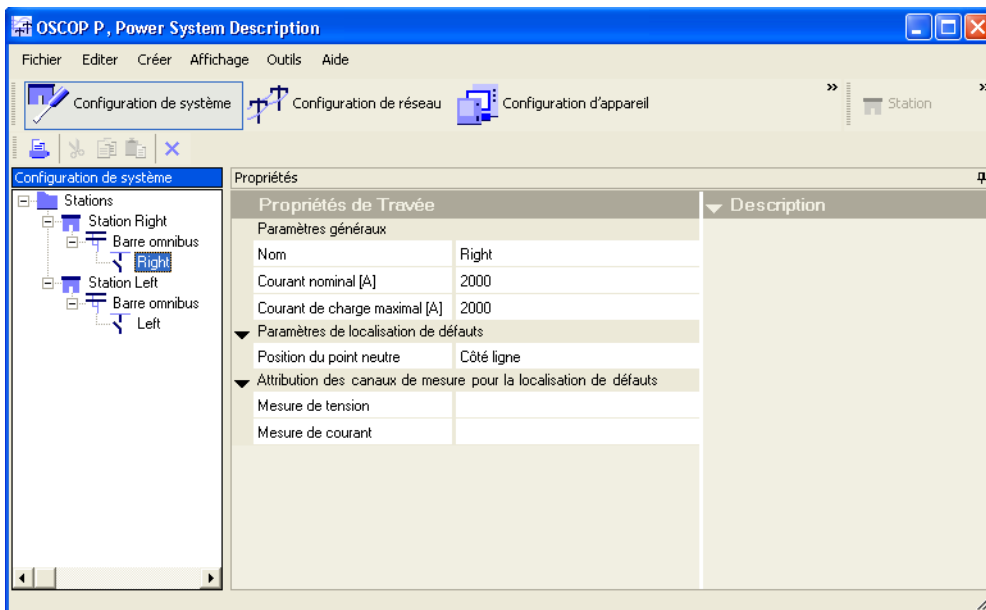 OSCOP P, Power System Description
Fichier Editer Créer Affichage Outils Aide
Configuration de système Configuration de réseau Configuration d'appareil » Station »
Configuration de système
Propriétés
Stations
Station Right
Barre omnibus
Right
Station Left
Barre omnibus
Left
Propriétés de Travée
Paramètres généraux
Nom Right
Courant nominal [A] 2000
Courant de charge maximal [A] 2000
Paramètres de localisation de défauts
Position du point neutre Côté ligne
Attribution des canaux de mesure pour la localisation de défauts
Mesure de tension
Mesure de courant
Description